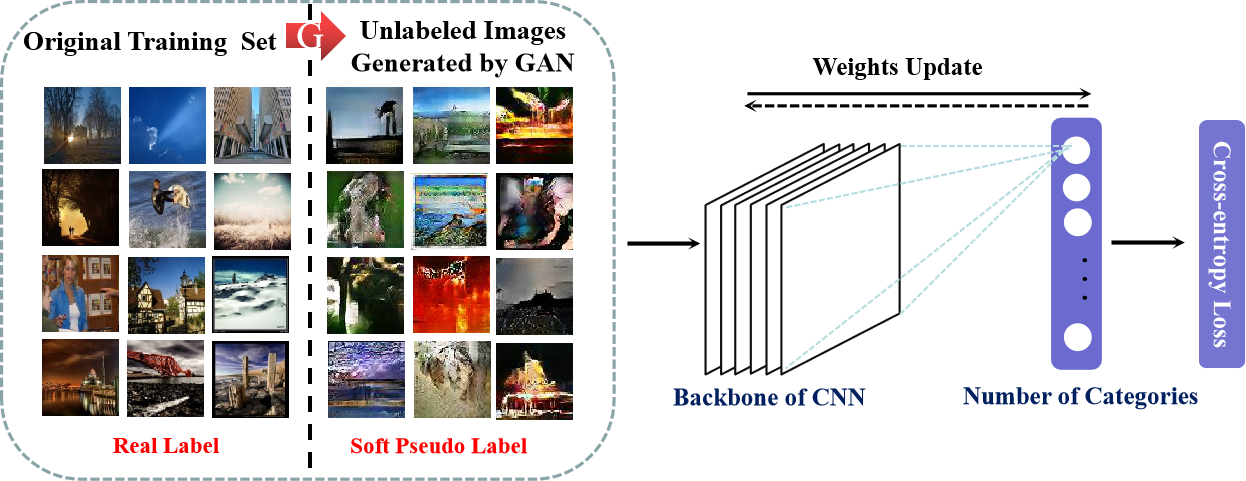 Original Training Set
G
Unlabeled Images
Generated by GAN
Real Label
Soft Pseudo Label
Weights Update
Backbone of CNN
Number of Categories
Cross-entropy Loss